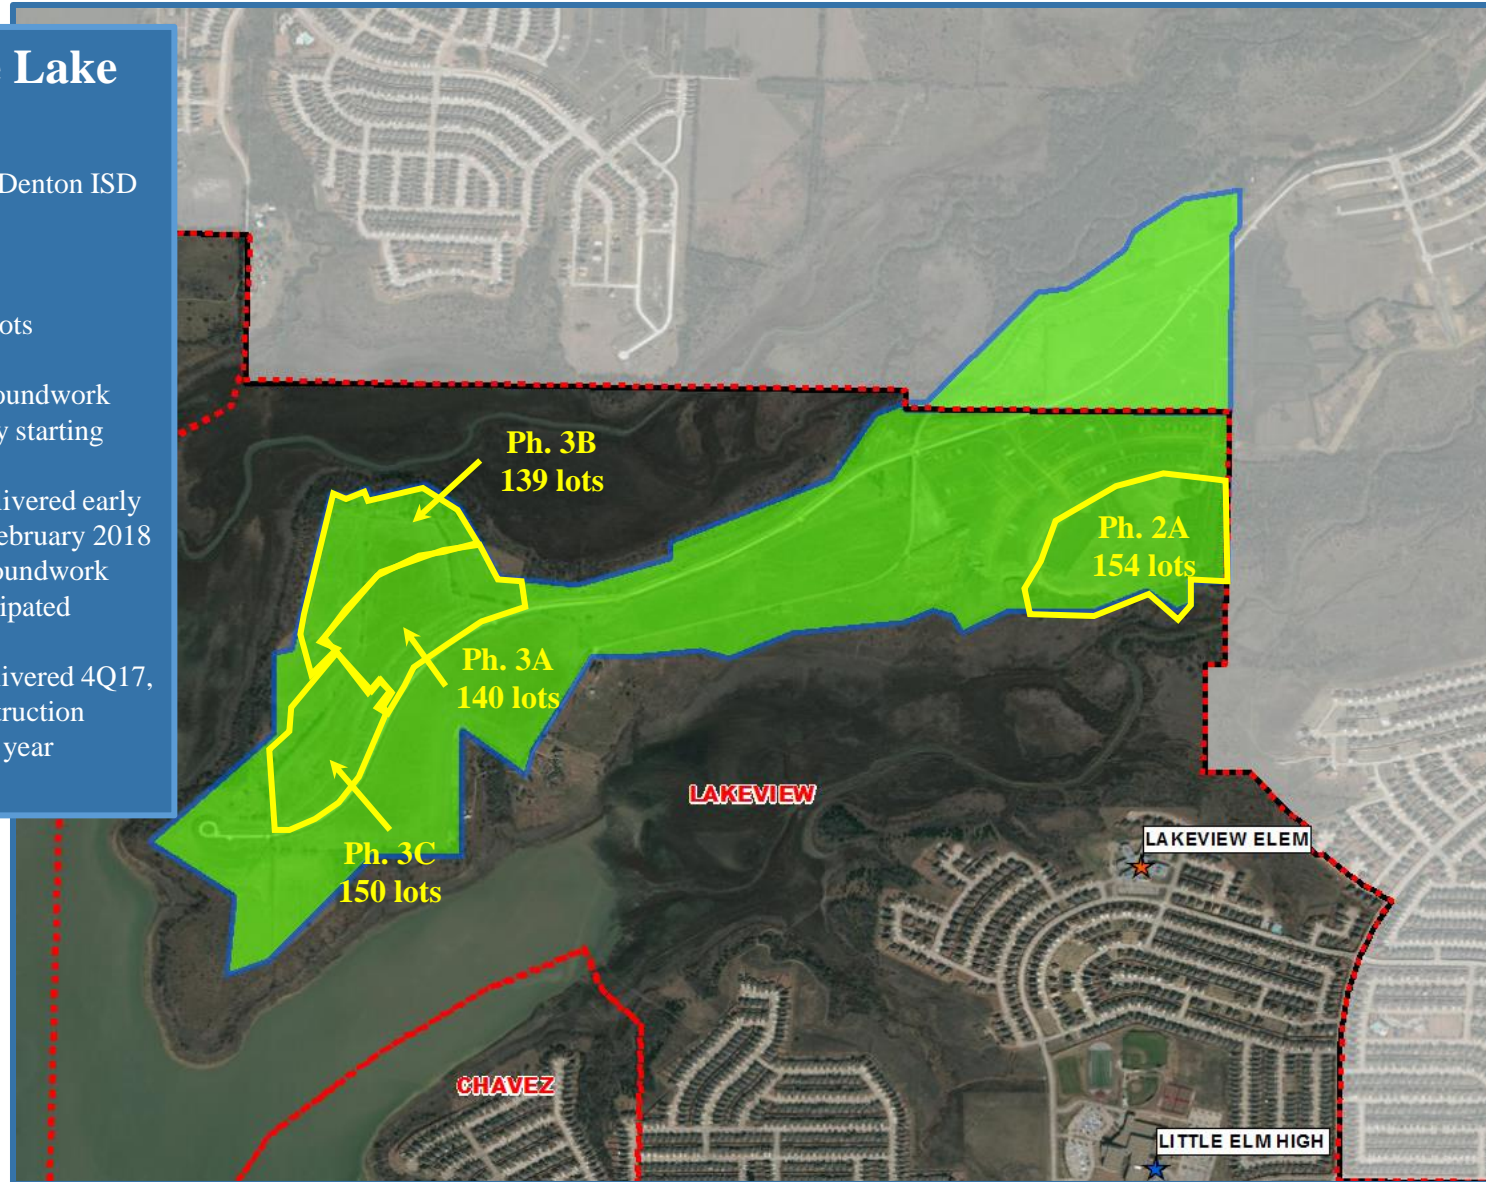 Lake
Denton ISD
ots
oundwork
y starting
ivered early
ebruary 2018
oundwork
ipated
ivered 4Q17,
truction
year
Ph. 3B
139 lots
Ph. 2A
154 lots
Ph. 3A
140 lots
Ph. 3C
150 lots
LAKEVIEW
LAKEVIEW ELEM
CHAVEZ
LITTLE ELM HIGH